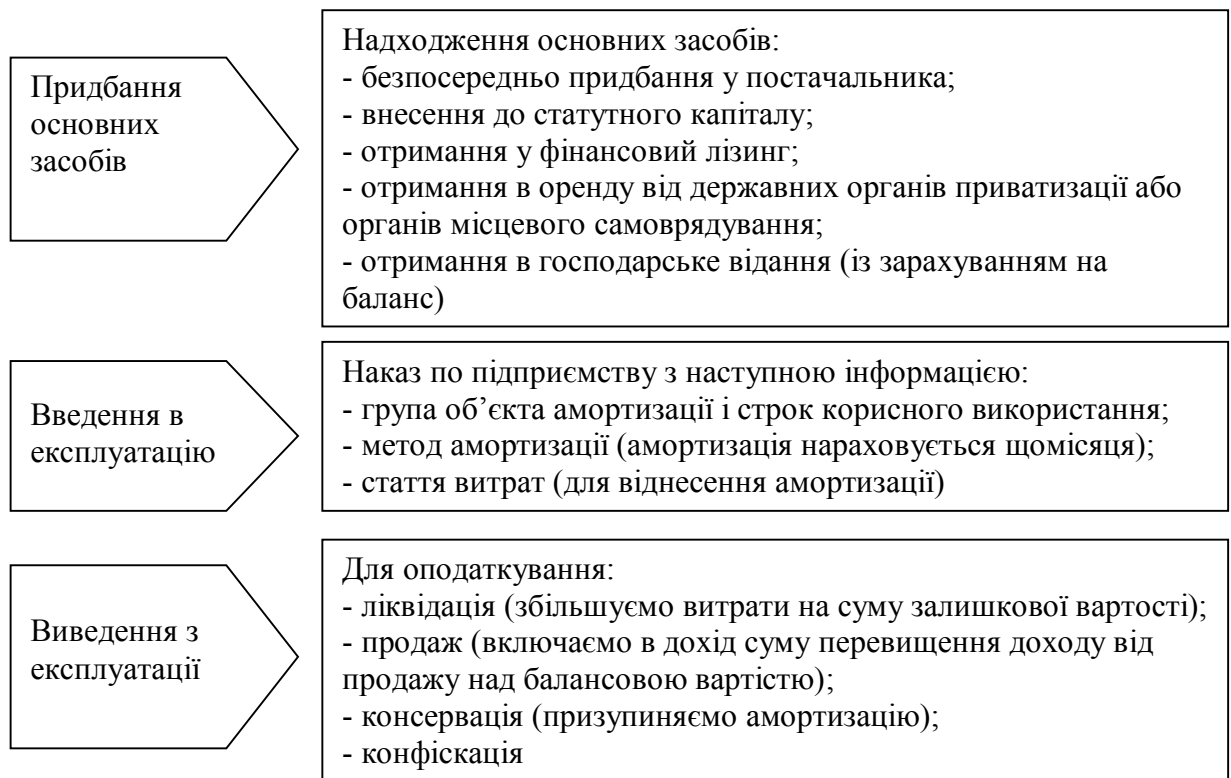 Придбання
основних
засобів
Надходження основних засобів:
- безпосередньо придбання у постачальника;
- внесення до статутного капіталу;
- отримання у фінансовий лізинг;
- отримання в оренду від державних органів приватизації або
органів місцевого самоврядування;
- отримання в господарське відання (із зарахуванням на
баланс)
Введення в
експлуатацію
Наказ по підприємству з наступною інформацією:
- група об’єкта амортизації і строк корисного використання;
- метод амортизації (амортизація нараховується щомісяця);
- стаття витрат (для віднесення амортизації)
Виведення з
експлуатації
Для оподаткування:
- ліквідація (збільшуємо витрати на суму залишкової вартості);
- продаж (включаємо в дохід суму перевищення доходу від
продажу над балансовою вартістю);
- консервація (призупиняємо амортизацію);
- конфіскація